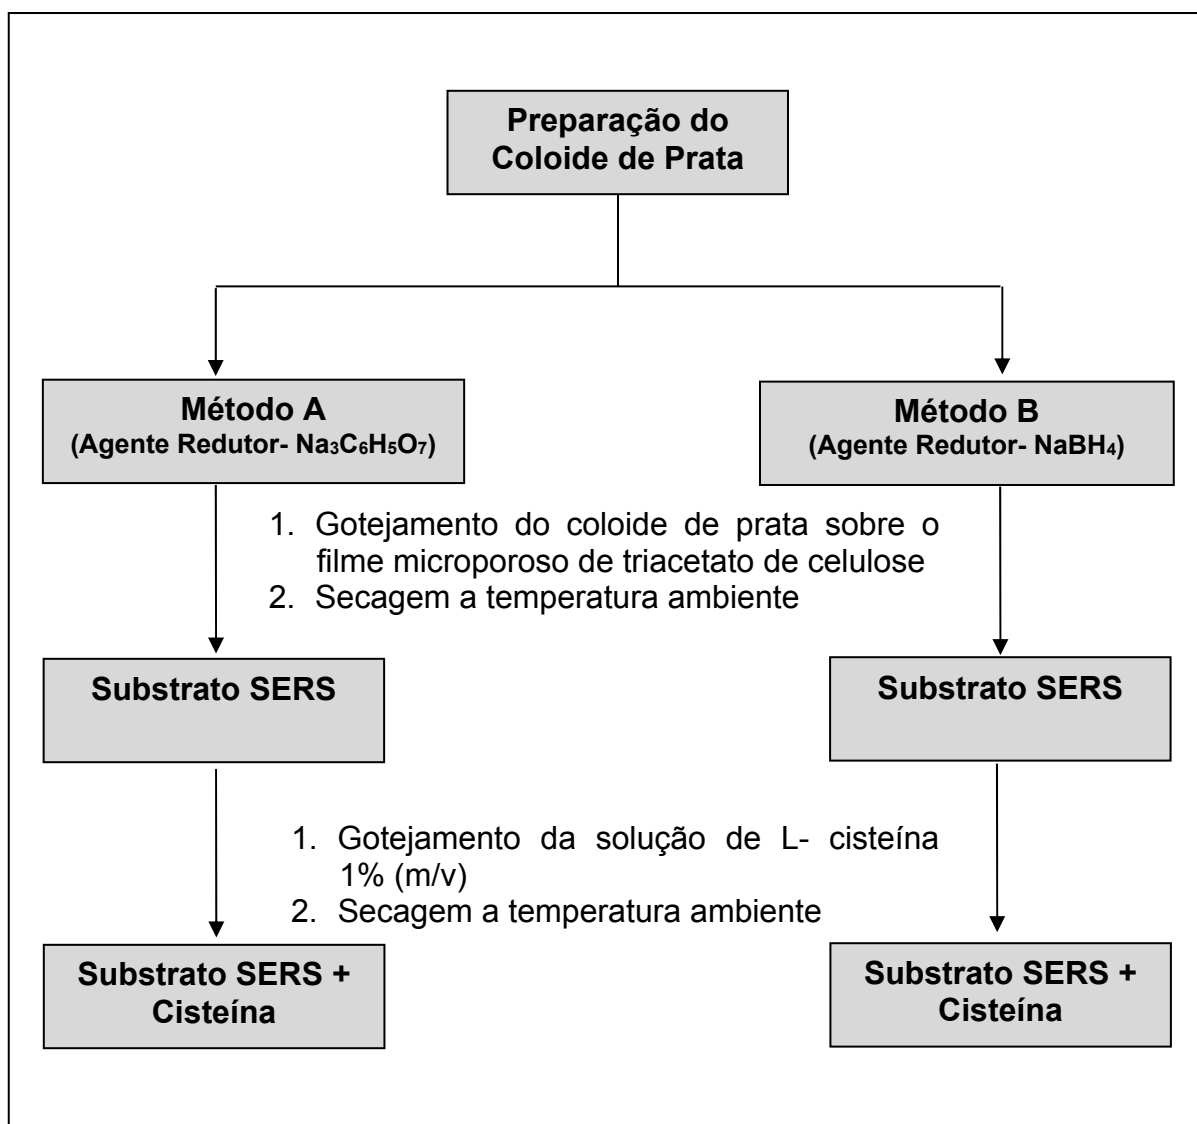 Preparação do
Coloide de Prata
Método A
(Agente Redutor- Na₃C₆H₅O₇)
Método B
(Agente Redutor- NaBH₄)
1. Gotejamento do coloide de prata sobre o
filme microporoso de triacetato de celulose
2. Secagem a temperatura ambiente
Substrato SERS
Substrato SERS
1. Gotejamento da solução de L- cisteína
1% (m/v)
2. Secagem a temperatura ambiente
Substrato SERS +
Cisteína
Substrato SERS +
Cisteína